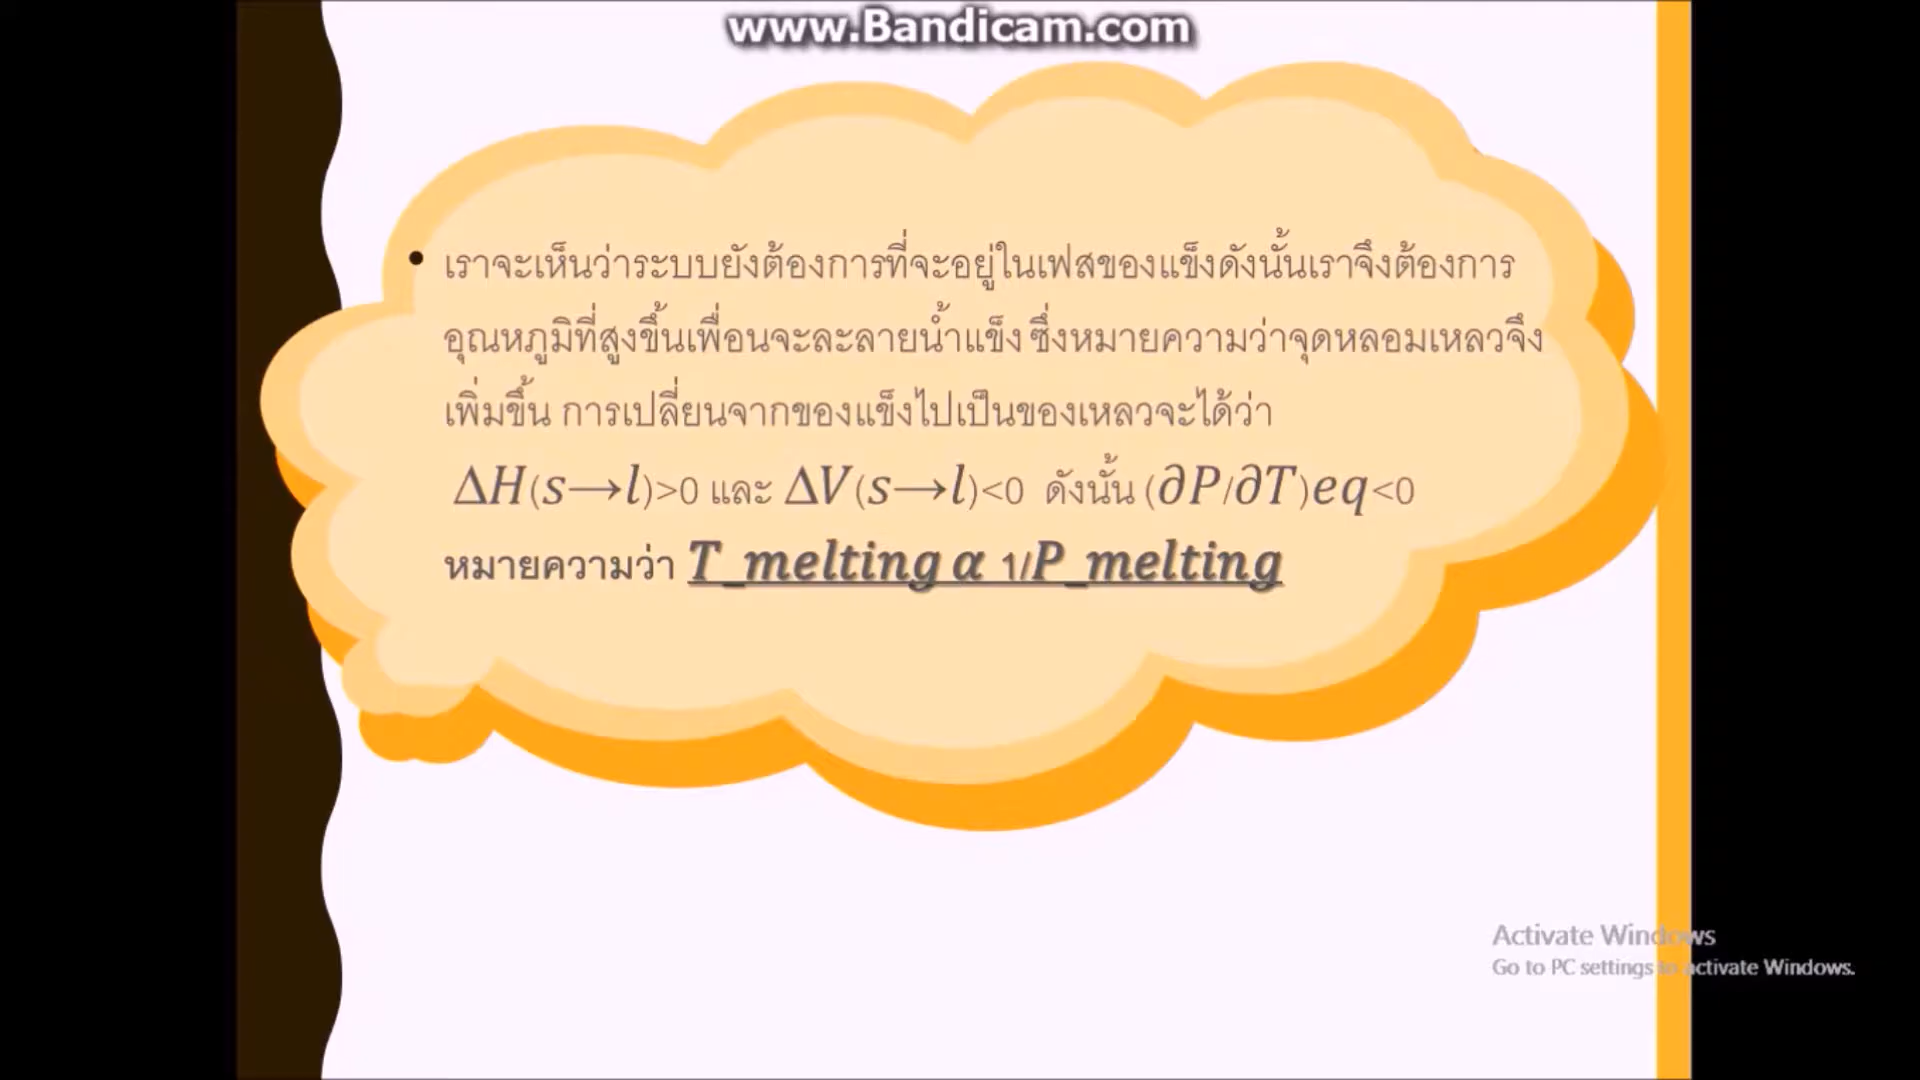 www.Bandicam.com
• เราจะเห็นว่าระบบยังต้องการที่จะอยู่ในเฟสของแข็งดังนั้นเราจึงต้องการ
อุณหภูมิที่สูงขึ้นเพื่อนจะละลายน้ำแข็ง ซึ่งหมายความว่าจุดหลอมเหลวจึง
เพิ่มขึ้น การเปลี่ยนจากของแข็งไปเป็นของเหลวจะได้ว่า
ΔH(s→l)>0 และ ΔV(s→l)<0 ดังนั้น (∂P/∂T)eq<0
หมายความว่า T_melting α 1/P_melting
Activate Windows
Go to PC settings to activate Windows.